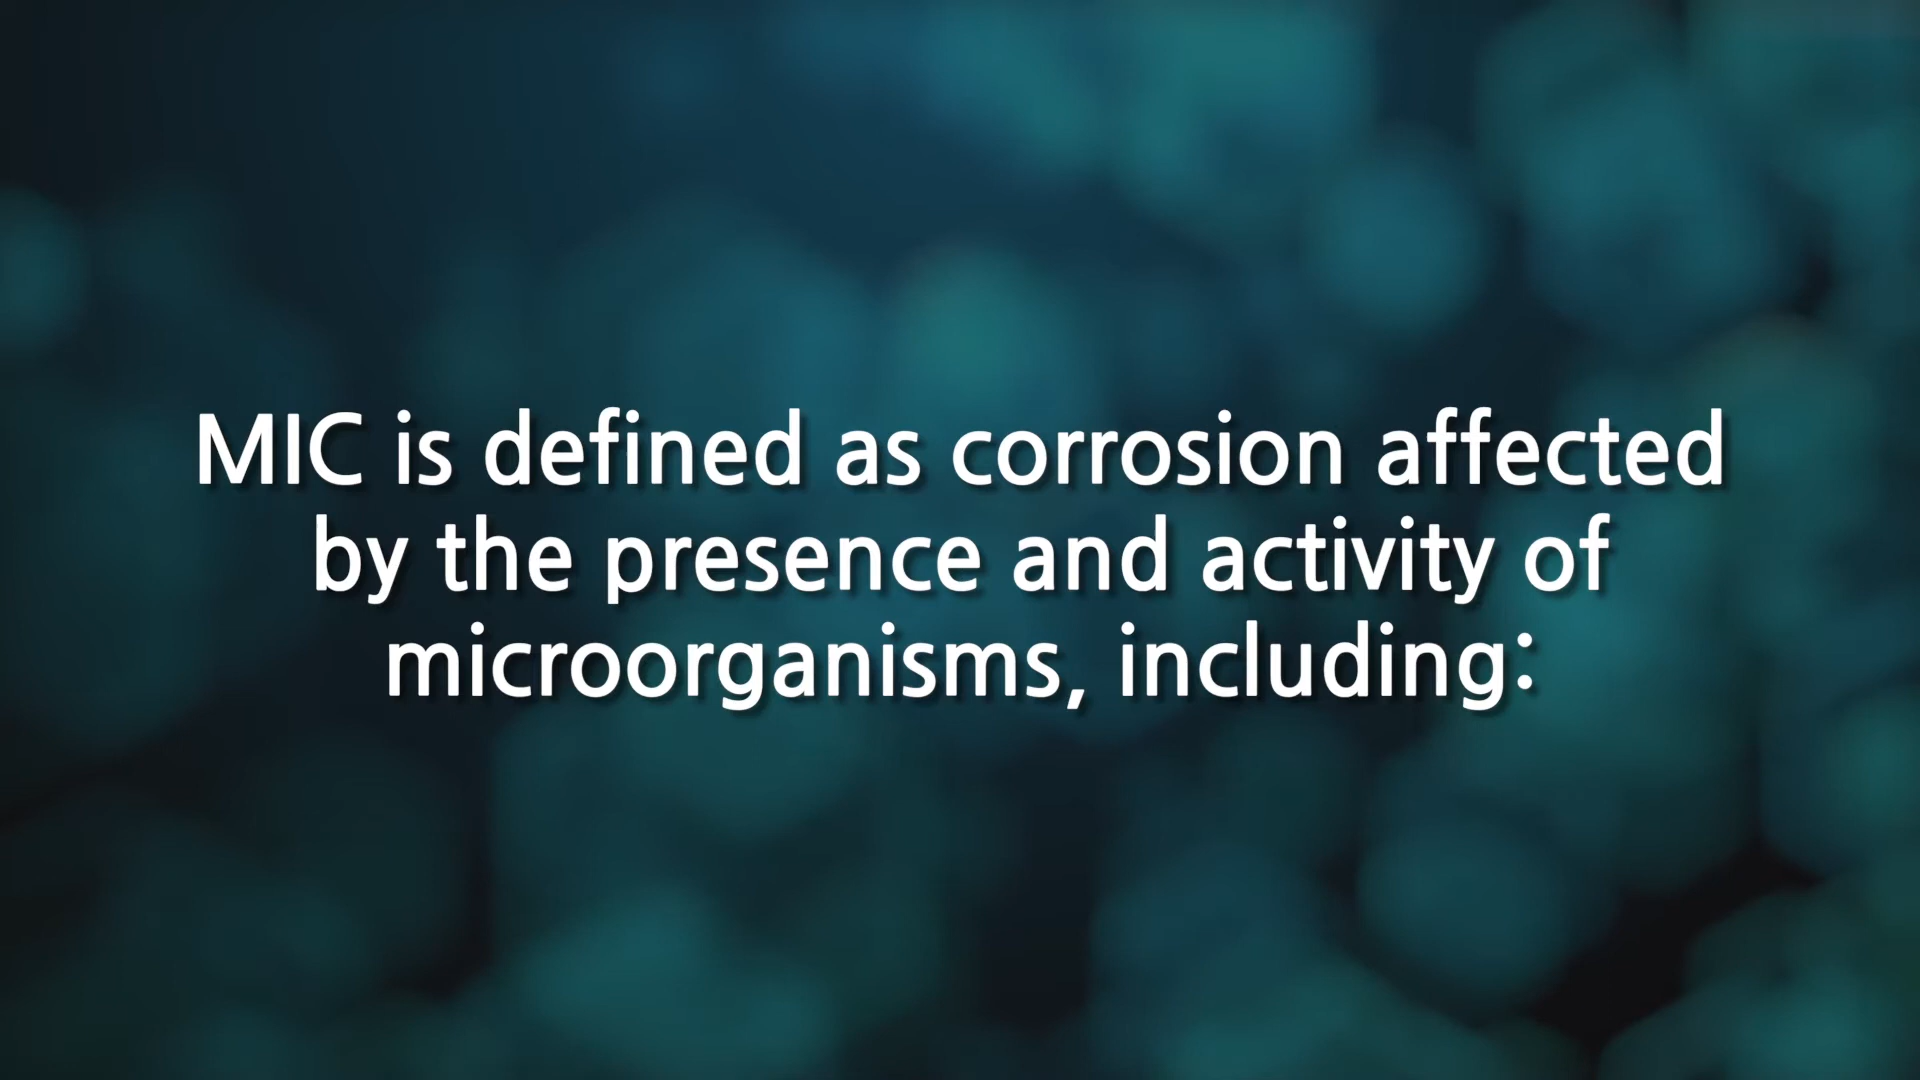 MIC is defined as corrosion affected
by the presence and activity of
microorganisms, including: